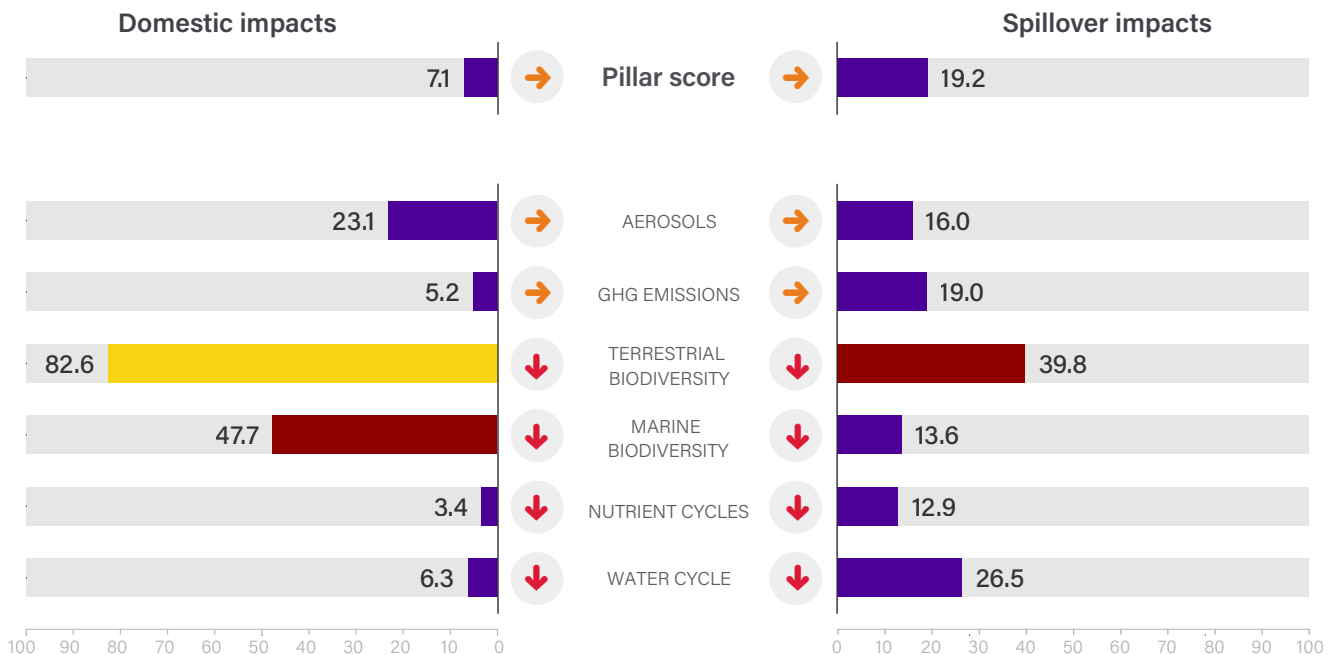 Domestic impacts
Spillover impacts
7.1
Pillar score
19.2
23.1
AEROSOLS
16.0
5.2
GHG EMISSIONS
19.0
82.6
TERRESTRIAL
BIODIVERSITY
39.8
47.7
MARINE
BIODIVERSITY
13.6
3.4
NUTRIENT CYCLES
12.9
6.3
WATER CYCLE
26.5
100 90 80 70 60 50 40 30 20 10 0
0 10 20 30 40 50 60 70 80 90 100